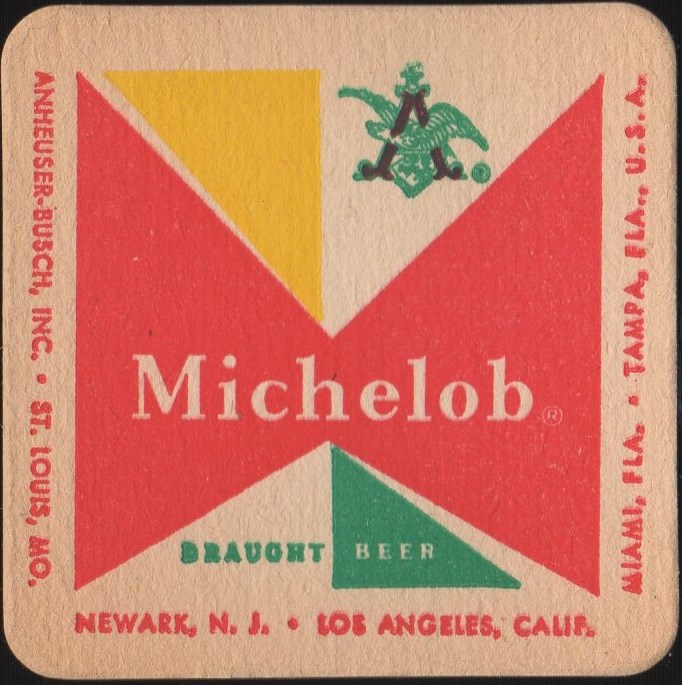 A ®
Michelob ®
DRAUGHT BEER
ANHEUSER-BUSCH, INC. • ST. LOUIS, MO.
NEWARK, N. J. • LOS ANGELES, CALIF.
MIAMI, FLA. • TAMPA, FLA., U.S.A.